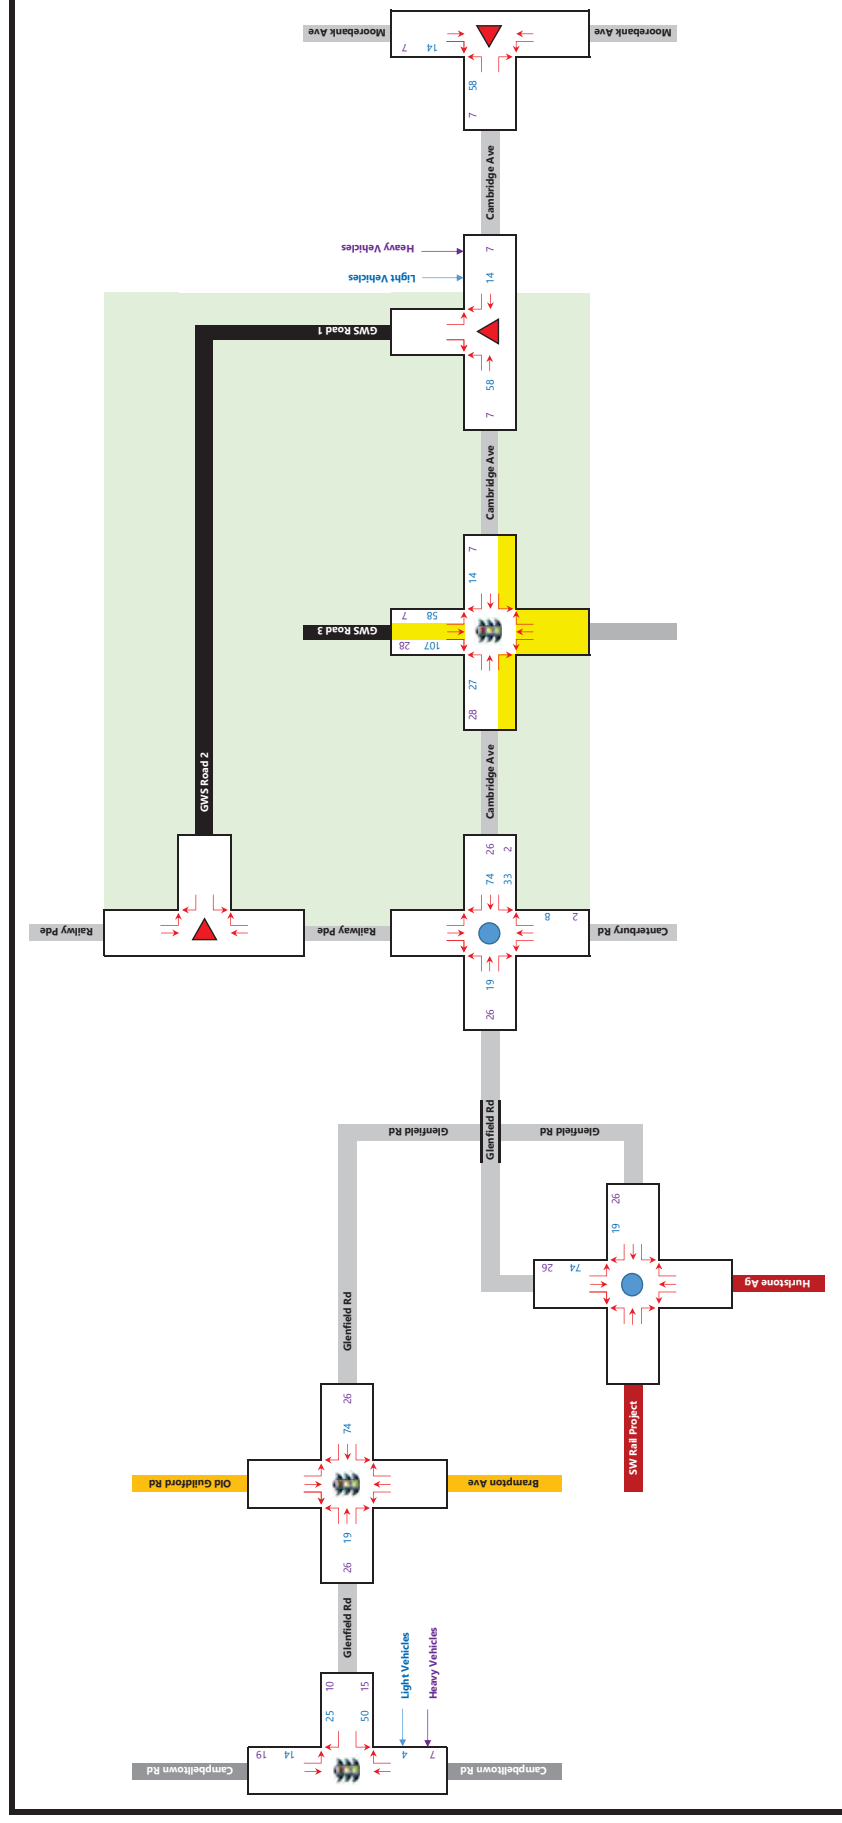 Moorebank Ave
Moorebank Ave
7
14
58
7
Cambridge Ave
Heavy Vehicles
Light Vehicles
7
14
GWS Road 1
58
7
Cambridge Ave
7
14
GWS Road 3
7
58
28
107
27
28
GWS Road 2
Cambridge Ave
26
2
74
33
8
2
Railwy Pde
Railway Pde
Canterbury Rd
19
26
Glenfield Rd
Glenfield Rd
Glenfield Rd
26
19
26
74
Hurlstone Ag
Glenfield Rd
SW Rail Project
26
74
Old Guildford Rd
Brampton Ave
19
26
Glenfield Rd
Light Vehicles
Heavy Vehicles
10
15
25
50
19
14
4
7
Campbelltown Rd
Campbelltown Rd